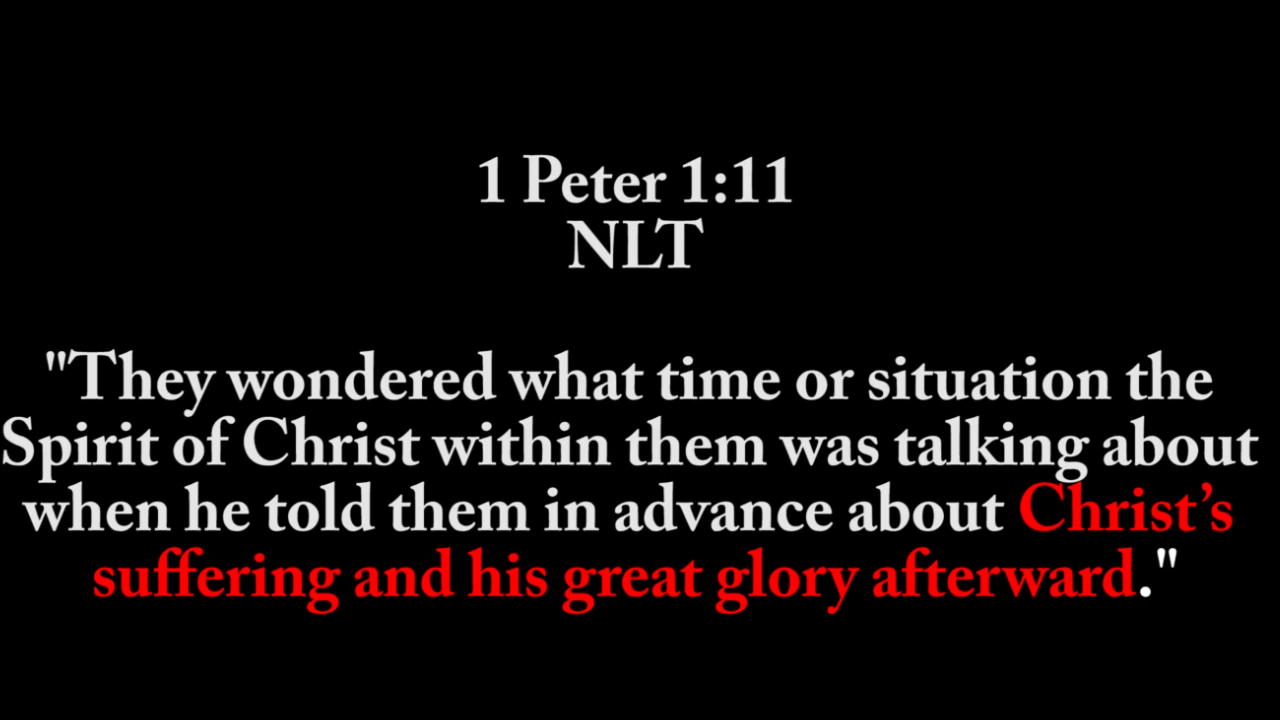 1 Peter 1:11
NLT
"They wondered what time or situation the
Spirit of Christ within them was talking about
when he told them in advance about Christ’s
suffering and his great glory afterward."